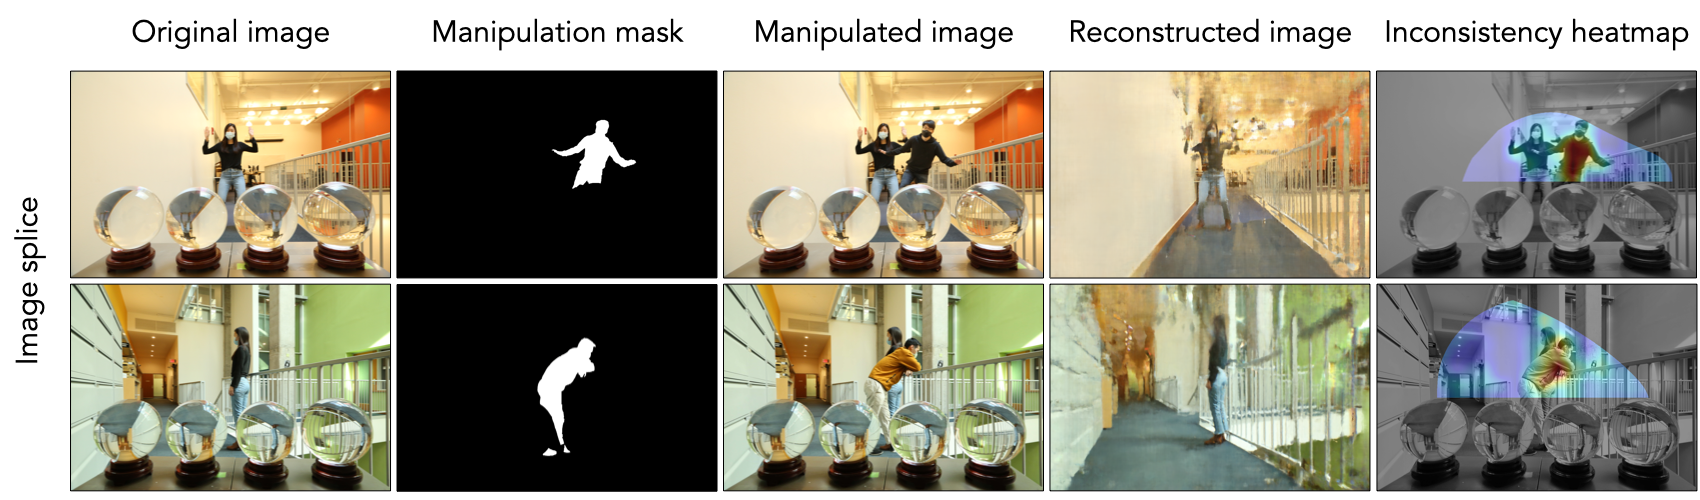 Original image
Manipulation mask
Manipulated image
Reconstructed image
Inconsistency heatmap
Image splice